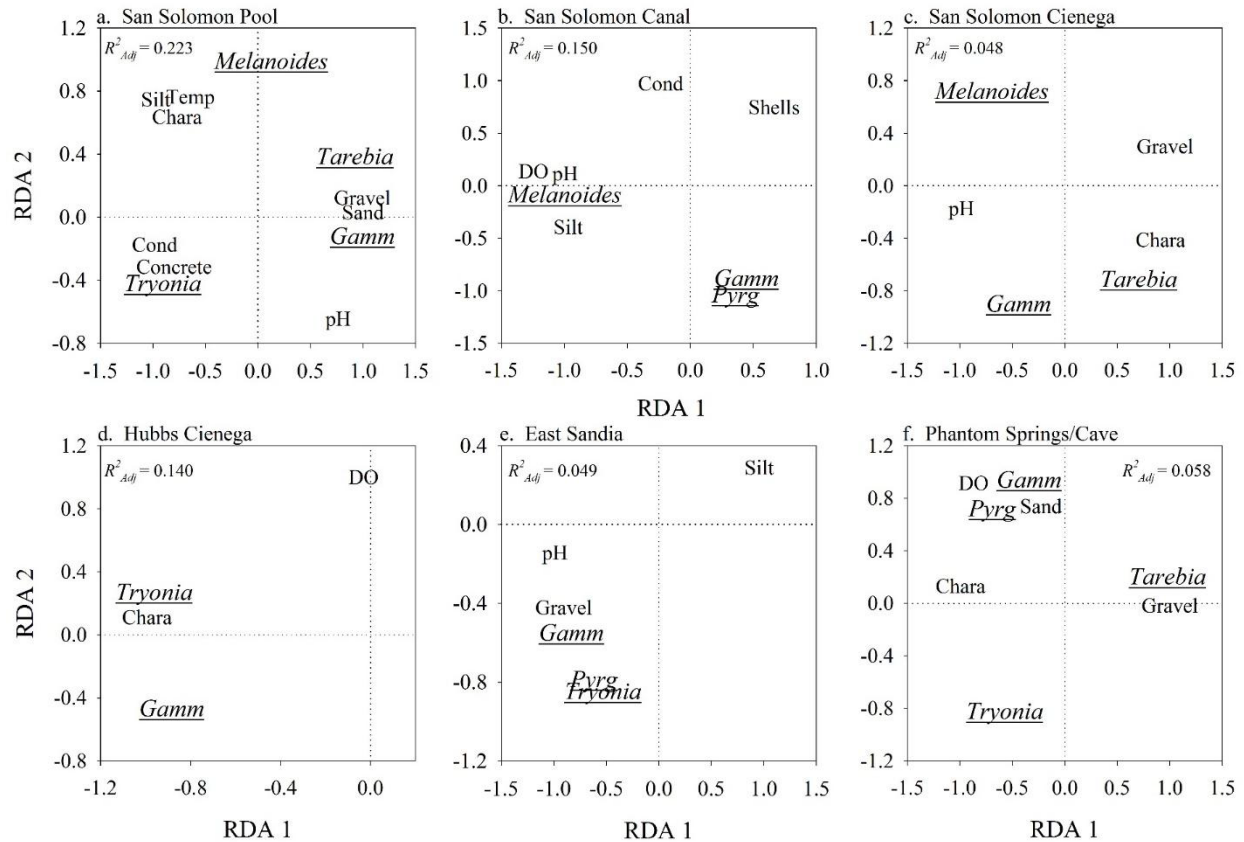 a. San Solomon Pool
R²Adj = 0.223
Melanoides
Silt Temp
Chara
Tarebia
Gravel
Sand
Gamm
Cond
Concrete
Tryonia
pH
1.2
0.8
0.4
0.0
-0.4
-0.8
-1.5 -1.0 -0.5 0.0 0.5 1.0 1.5
RDA 2
b. San Solomon Canal
R²Adj = 0.150
Cond
Shells
DO pH
Melanoides
Silt
Gamm
Pyrg
1.5
1.0
0.5
0.0
-0.5
-1.0
-1.5
-1.5 -1.0 -0.5 0.0 0.5 1.0 1.5
RDA 1
c. San Solomon Cienega
R²Adj = 0.048
Melanoides
Gravel
pH
Chara
Tarebia
Gamm
1.2
0.8
0.4
0.0
-0.4
-0.8
-1.2
-1.5 -1.0 -0.5 0.0 0.5 1.0 1.5
d. Hubbs Cienega
R²Adj = 0.140
DO
Tryonia
Chara
Gamm
1.2
0.8
0.4
0.0
-0.4
-0.8
-1.2 -0.8 -0.4 0.0
RDA 2
RDA 1
e. East Sandia
R²Adj = 0.049
Silt
pH
Gravel
Gamm
Pyrg
Tryonia
0.4
0.0
-0.4
-0.8
-1.2
-1.5 -1.0 -0.5 0.0 0.5 1.0 1.5
RDA 1
f. Phantom Springs/Cave
R²Adj = 0.058
DO Gamm
Pyrg Sand
Chara
Tarebia
Gravel
Tryonia
1.2
0.8
0.4
0.0
-0.4
-0.8
-1.2
-1.5 -1.0 -0.5 0.0 0.5 1.0 1.5
RDA 1